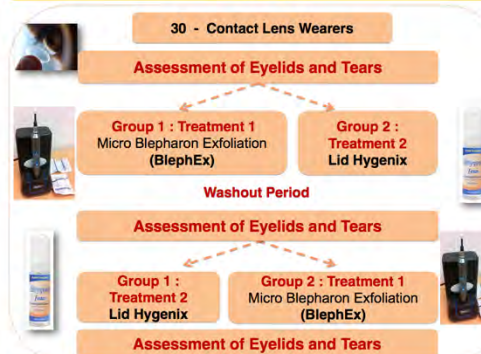 30 - Contact Lens Wearers
Assessment of Eyelids and Tears
Group 1 : Treatment 1
Micro Blepharon Exfoliation
(BlephEx)
Group 2 :
Treatment 2
Lid Hygenix
Washout Period
Assessment of Eyelids and Tears
Group 1 :
Treatment 2
Lid Hygenix
Group 2 : Treatment 1
Micro Blepharon Exfoliation
(BlephEx)
Assessment of Eyelids and Tears